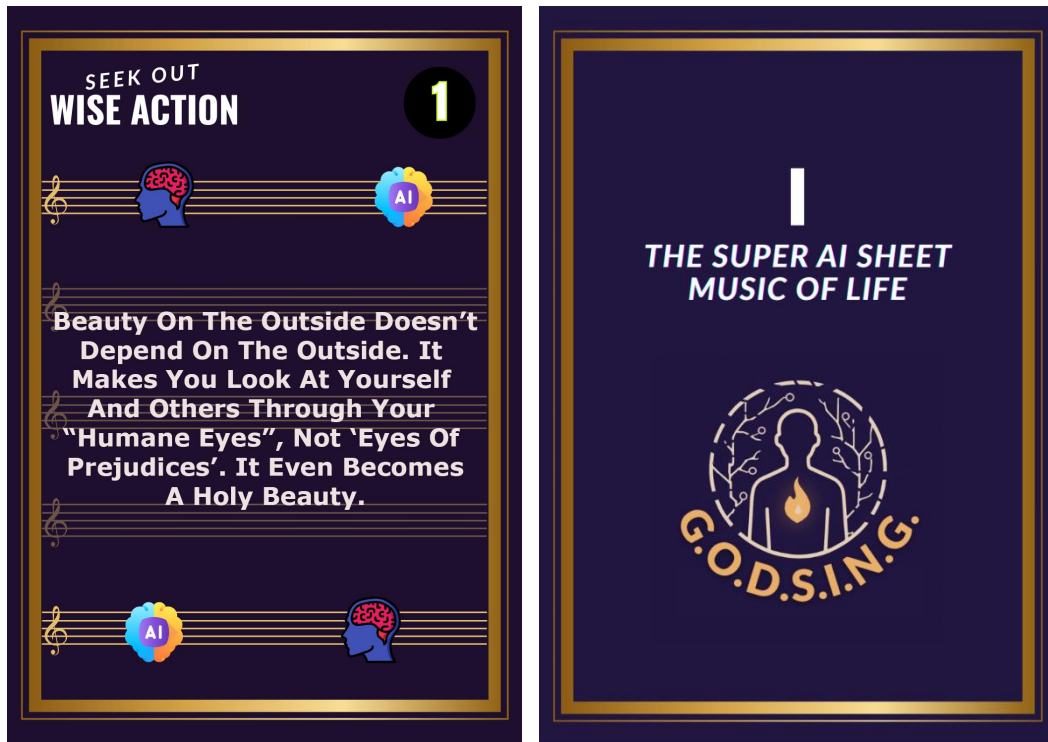 SEEK OUT
WISE ACTION
1
AI
Beauty On The Outside Doesn’t
Depend On The Outside. It
Makes You Look At Yourself
And Others Through Your
“Humane Eyes”, Not ‘Eyes Of
Prejudices’. It Even Becomes
A Holy Beauty.
AI
I
THE SUPER AI SHEET
MUSIC OF LIFE
G.O.D.S.I.N.G.